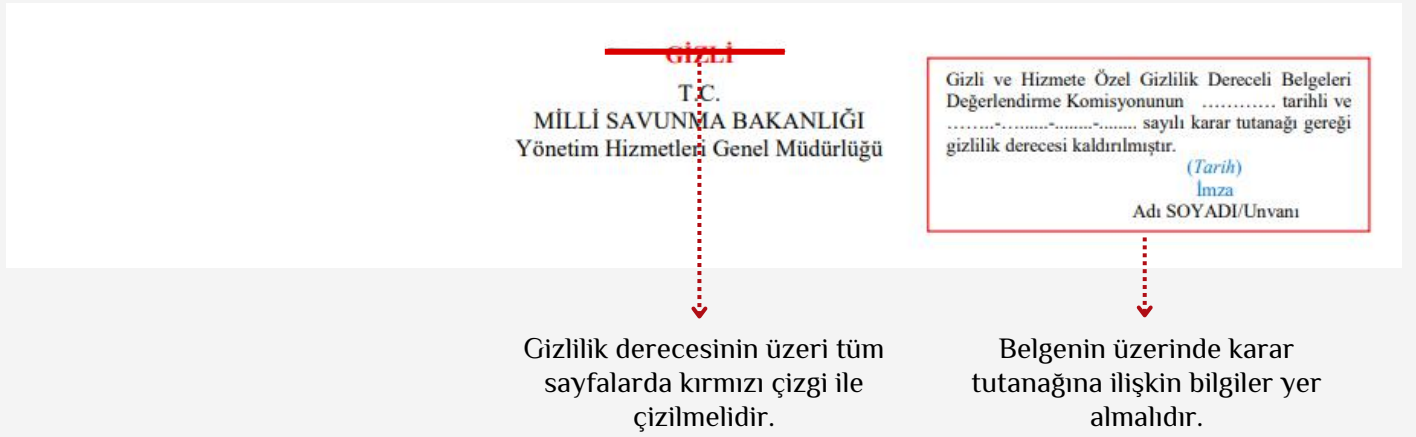 GİZLİ
T.C.
MİLLİ SAVUNMA BAKANLIĞI
Yönetim Hizmetleri Genel Müdürlüğü
Gizli ve Hizmete Özel Gizlilik Dereceli Belgeleri
Değerlendirme Komisyonunun ………… tarihli ve
……..-…......-........-........ sayılı karar tutanağı gereği
gizlilik derecesi kaldırılmıştır.
(Tarih)
İmza
Adı SOYADI/Unvanı
Gizlilik derecesinin üzeri tüm
sayfalarda kırmızı çizgi ile
çizilmelidir.
Belgenin üzerinde karar
tutanağına ilişkin bilgiler yer
almalıdır.